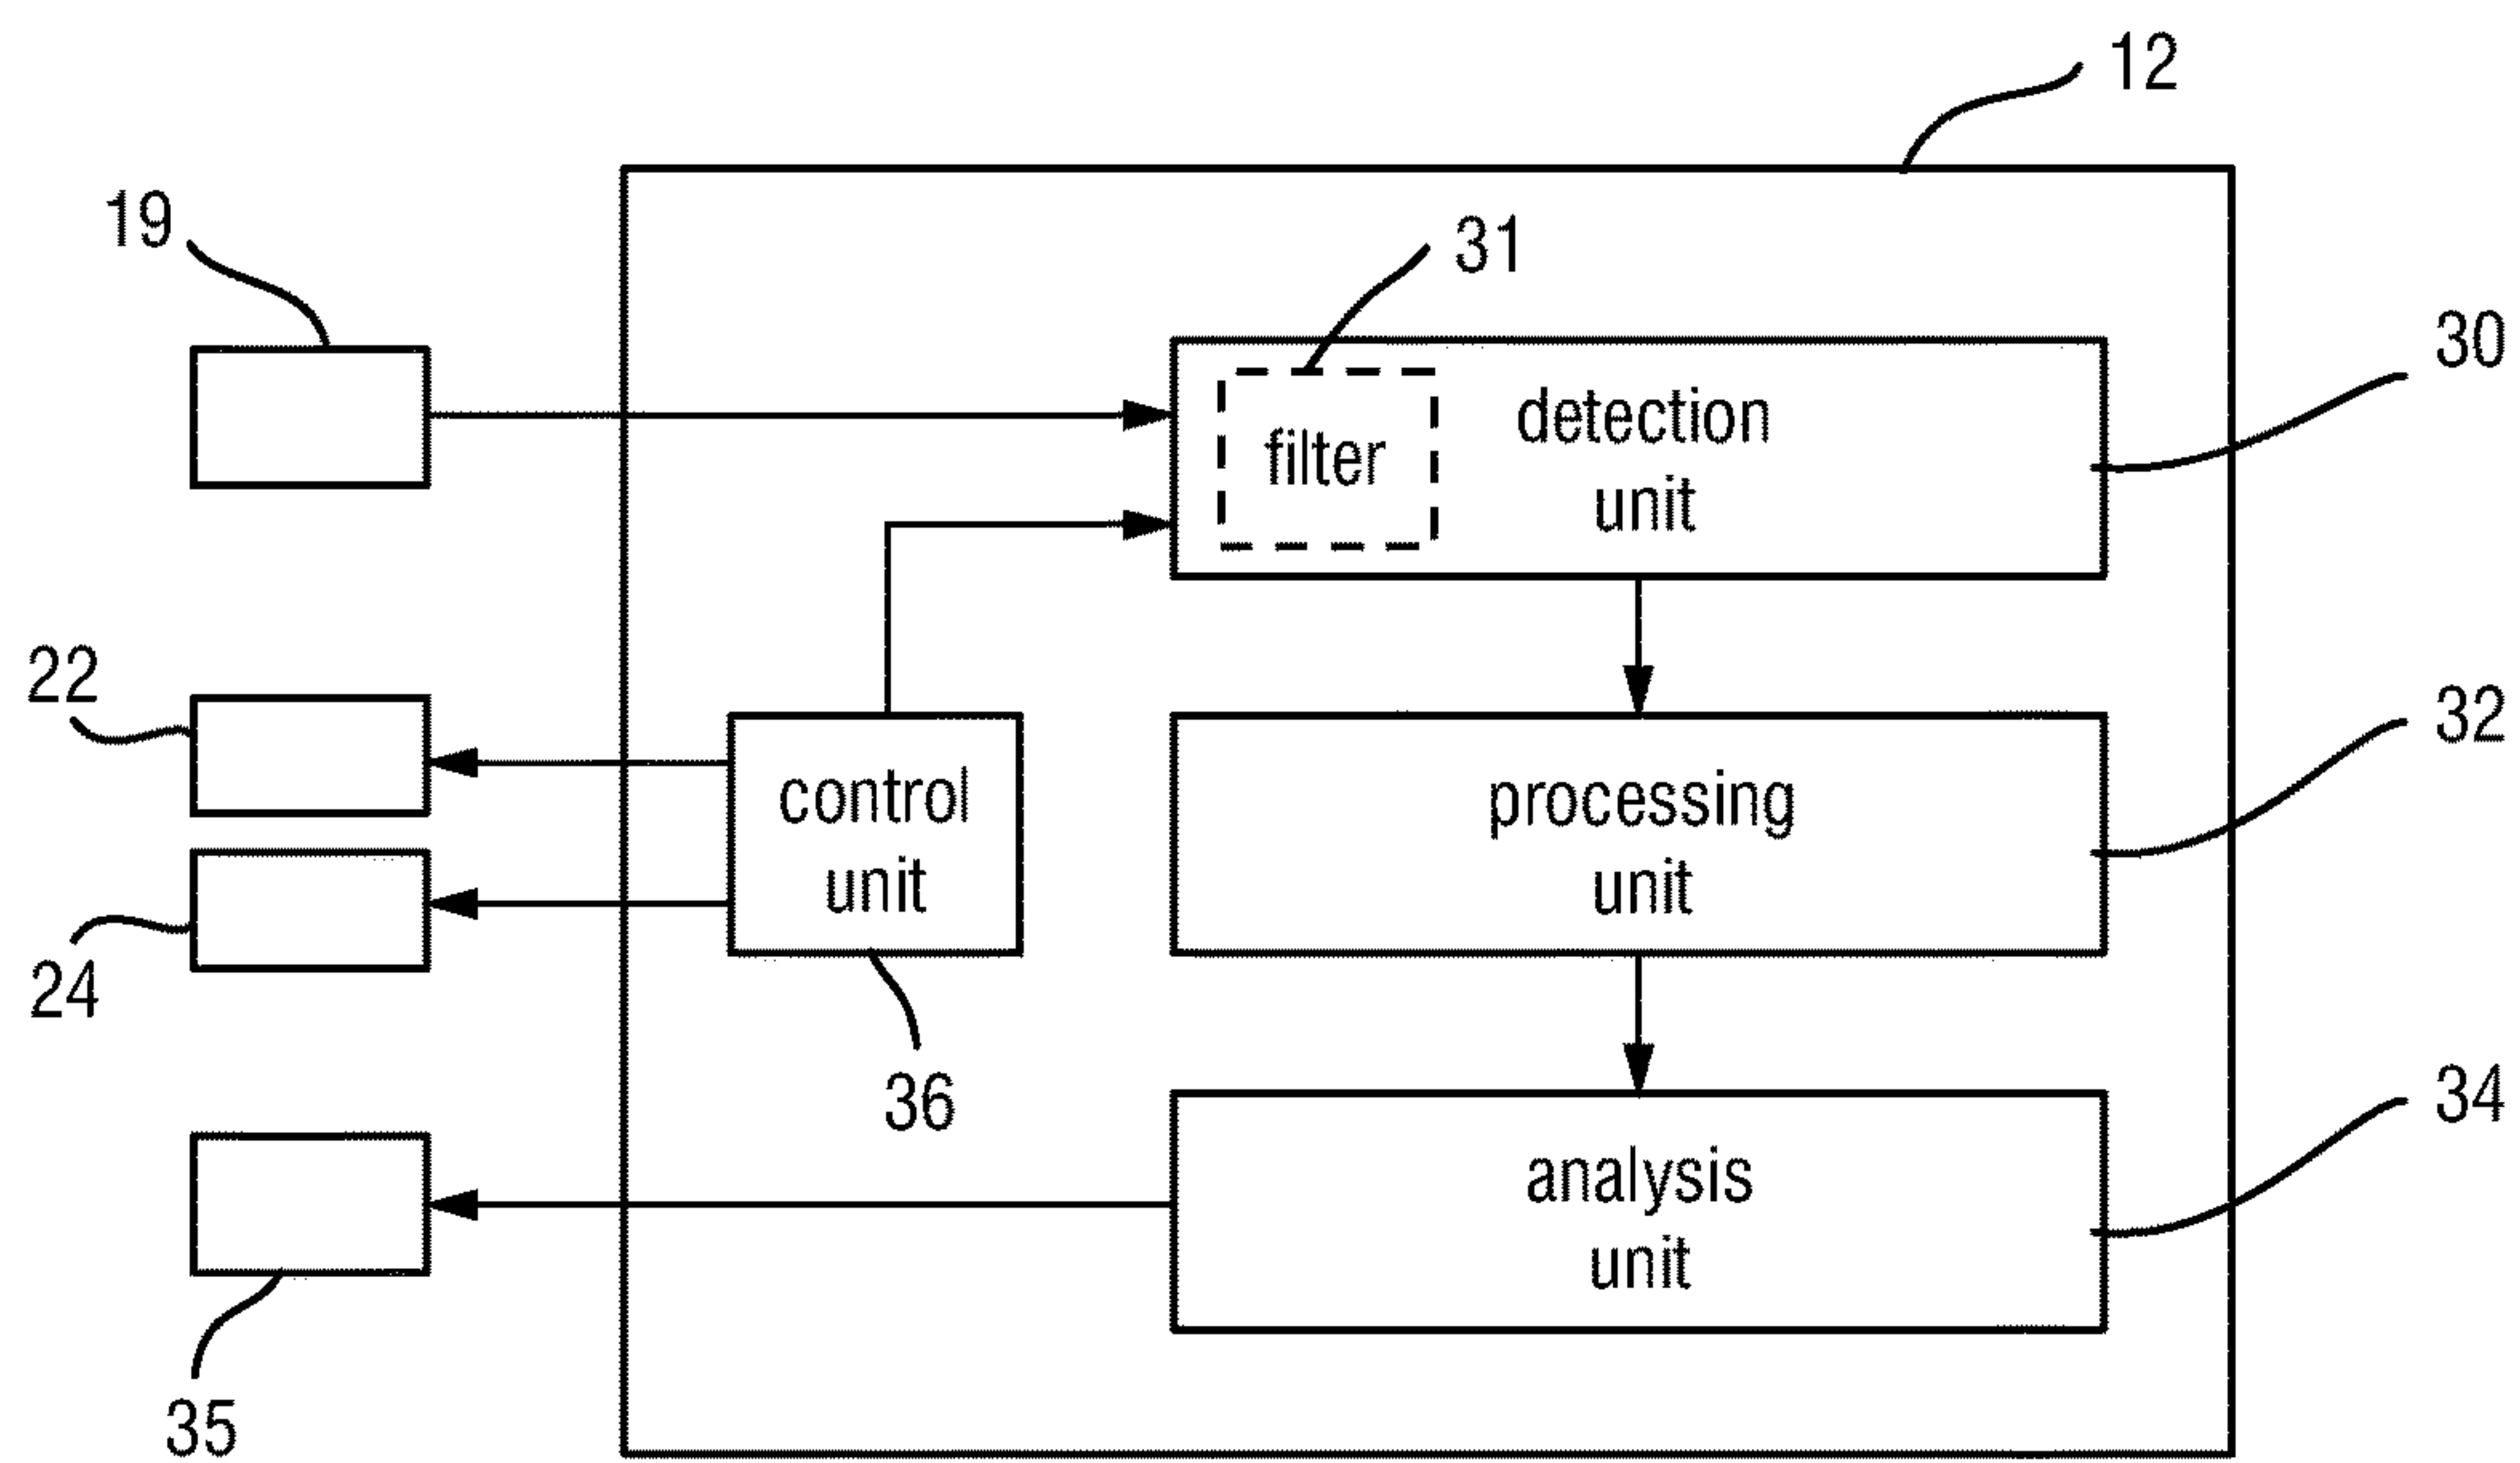 12
19
31
30
filter
detection
unit
22
32
control
unit
processing
unit
24
36
34
analysis
unit
35